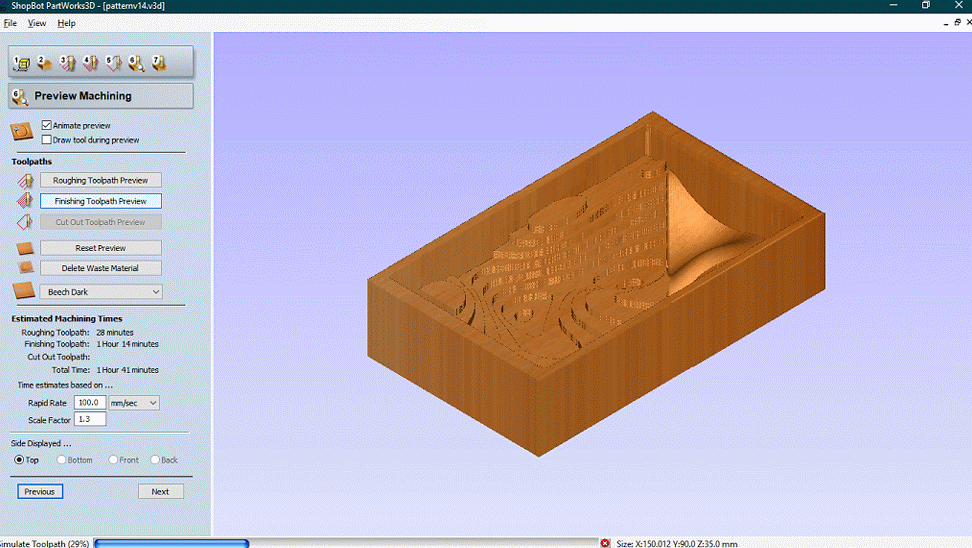 ShopBot PartWorks3D - [patternv14.v3d]
File View Help
1 2 3 4 5 6 7
6 Preview Machining
Animate preview
Draw tool during preview
Toolpaths
Roughing Toolpath Preview
Finishing Toolpath Preview
Cut Out Toolpath Preview
Reset Preview
Delete Waste Material
Beech Dark
Estimated Machining Times
Roughing Toolpath: 28 minutes
Finishing Toolpath: 1 Hour 14 minutes
Cut Out Toolpath:
Total Time: 1 Hour 41 minutes
Time estimates based on ...
Rapid Rate 100.0 mm/sec
Scale Factor 1.3
Side Displayed ...
Top Bottom Front Back
Previous Next
imulate Toolpath (29%) Size: X:150.012 Y:90.0 Z:35.0 mm